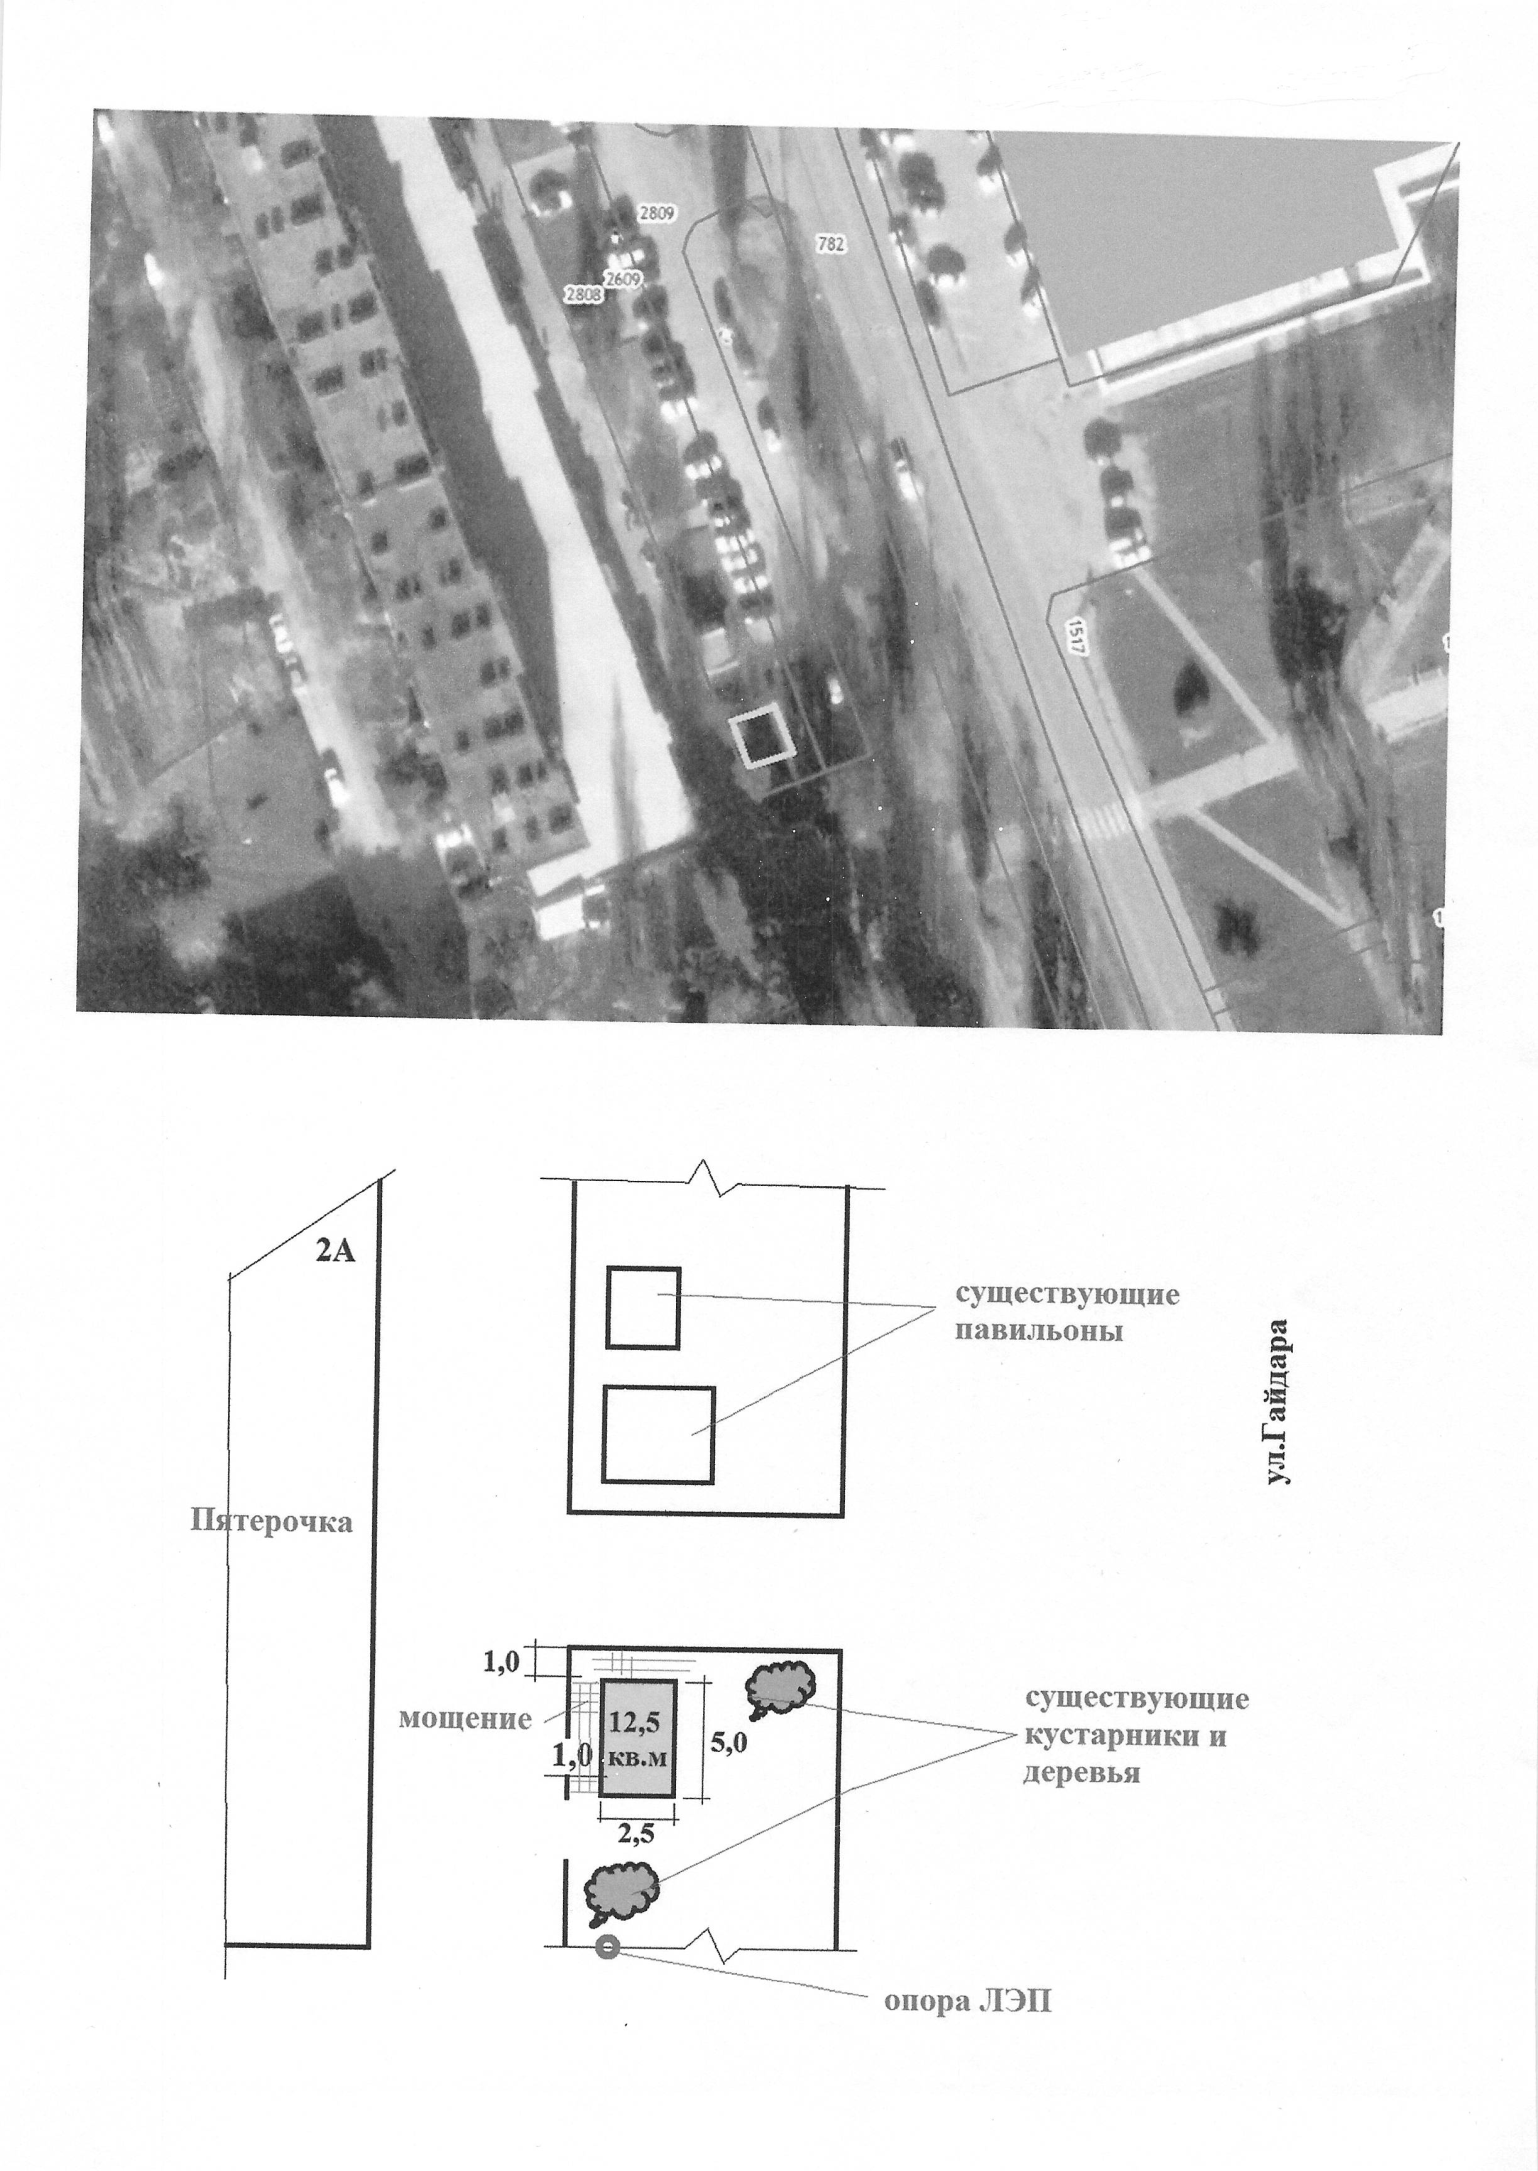 2809
782
2609
2808
1517
2А
существующие
павильоны
ул.Гайдара
Пятерочка
1,0
мощение
12,5
кв.м
1,0
5,0
2,5
существующие
кустарники и
деревья
опора ЛЭП